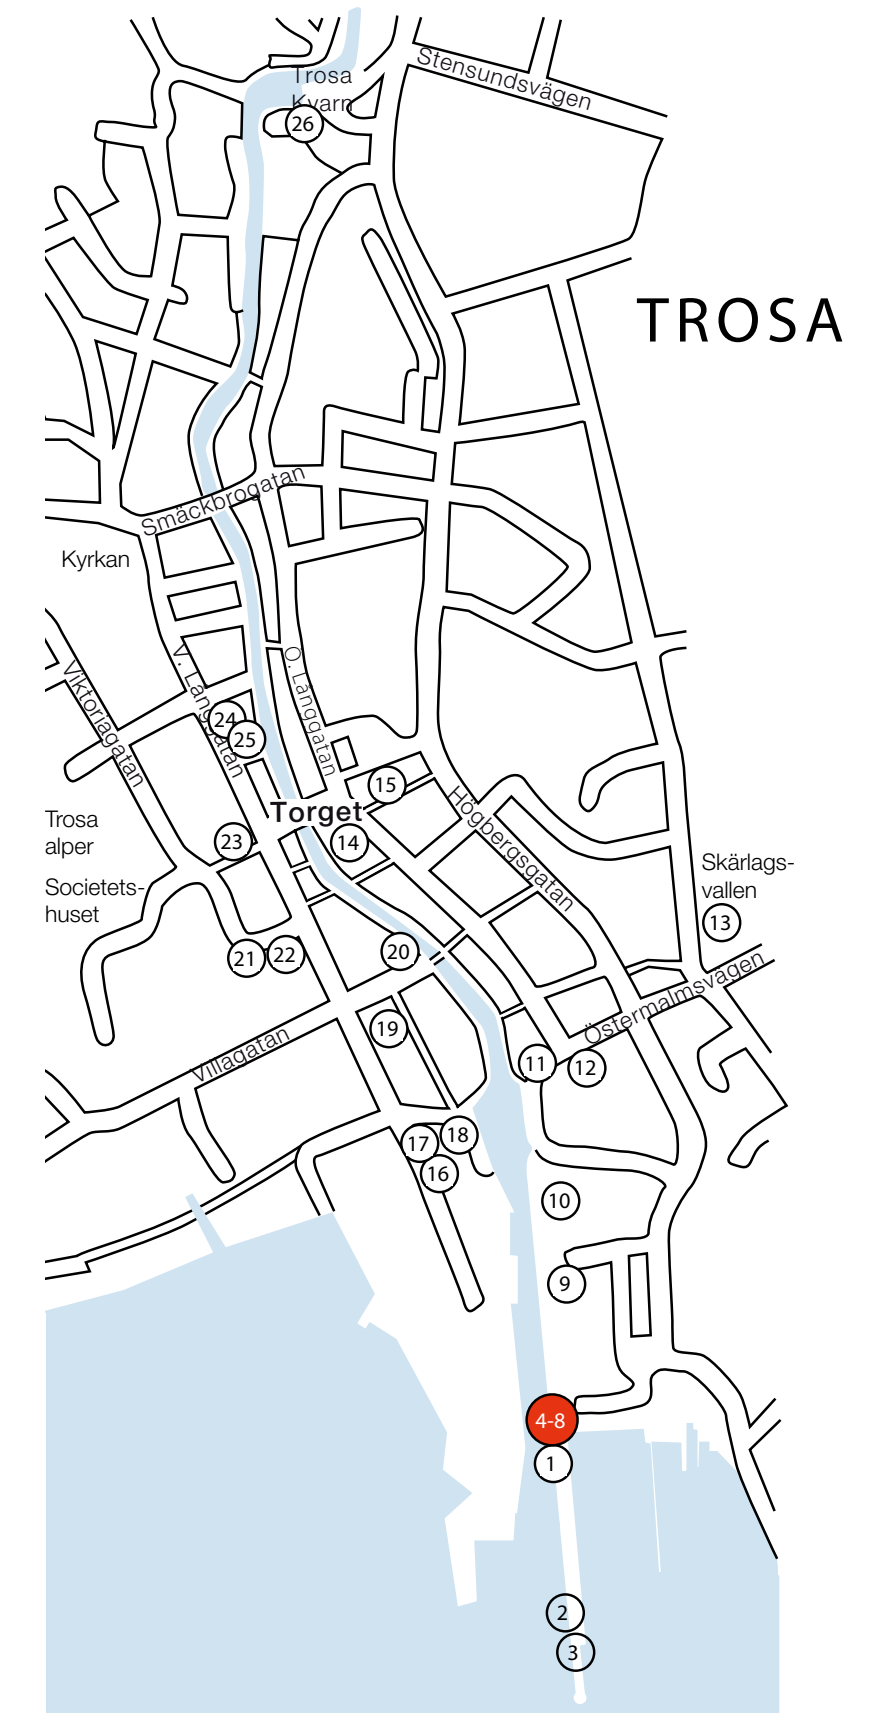 Stensundsvägen
Trosa
Kvarn
26
TROSA
Smäckbrogatan
Kyrkan
Viktoriagatan
V. Långgatan
Ö. Långgatan
24
25
15
Högbergsgatan
Torget
14
23
Trosa
alper
Societets-
huset
Skärlags-
vallen
13
21
22
20
Östermalmsvägen
19
Villagatan
11
12
17
18
16
10
9
4-8
1
2
3